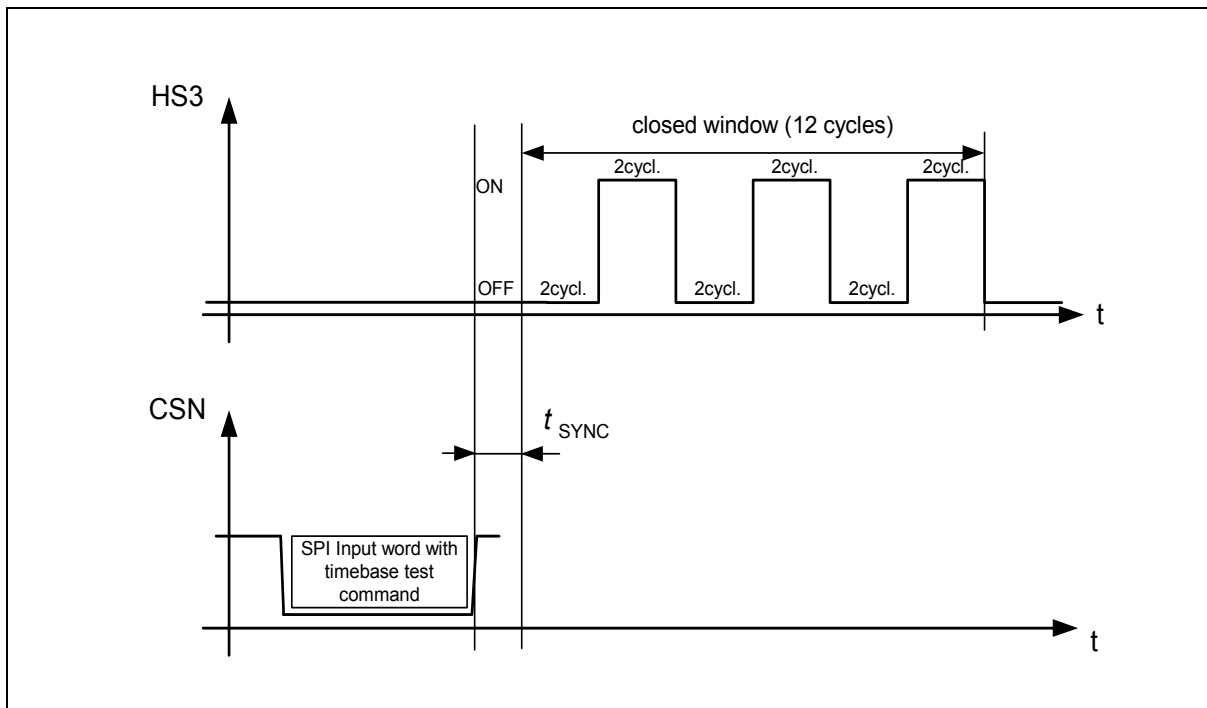 HS3
closed window (12 cycles)
2cycl. 2cycl. 2cycl.
ON
OFF 2cycl. 2cycl. 2cycl.
t
CSN
t SYNC
SPI Input word with
timebase test
command
t